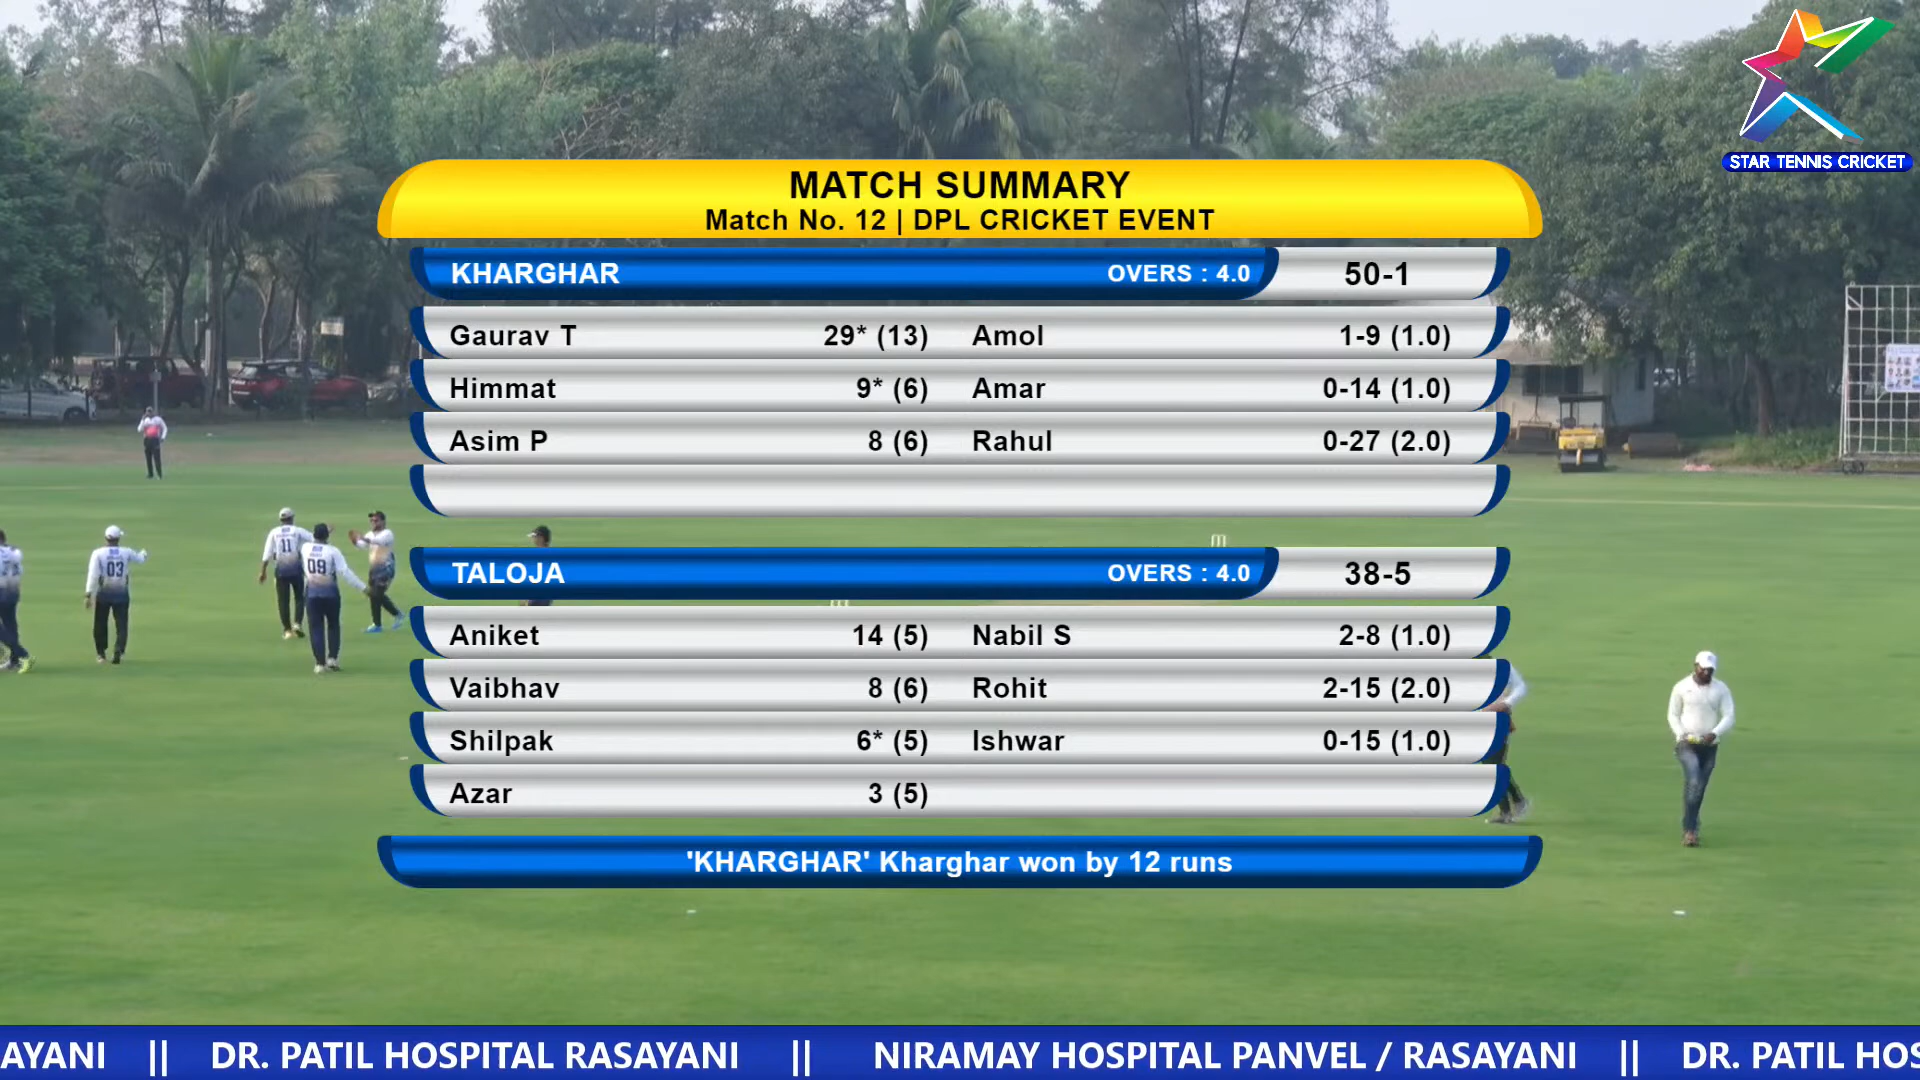 STAR TENNIS CRICKET
MATCH SUMMARY
Match No. 12 | DPL CRICKET EVENT
KHARGHAR OVERS : 4.0 50-1
Gaurav T 29* (13) Amol 1-9 (1.0)
Himmat 9* (6) Amar 0-14 (1.0)
Asim P 8 (6) Rahul 0-27 (2.0)
03
11
09
TALOJA OVERS : 4.0 38-5
Aniket 14 (5) Nabil S 2-8 (1.0)
Vaibhav 8 (6) Rohit 2-15 (2.0)
Shilpak 6* (5) Ishwar 0-15 (1.0)
Azar 3 (5)
'KHARGHAR' Kharghar won by 12 runs
AYANI || DR. PATIL HOSPITAL RASAYANI || NIRAMAY HOSPITAL PANVEL / RASAYANI || DR. PATIL HOS